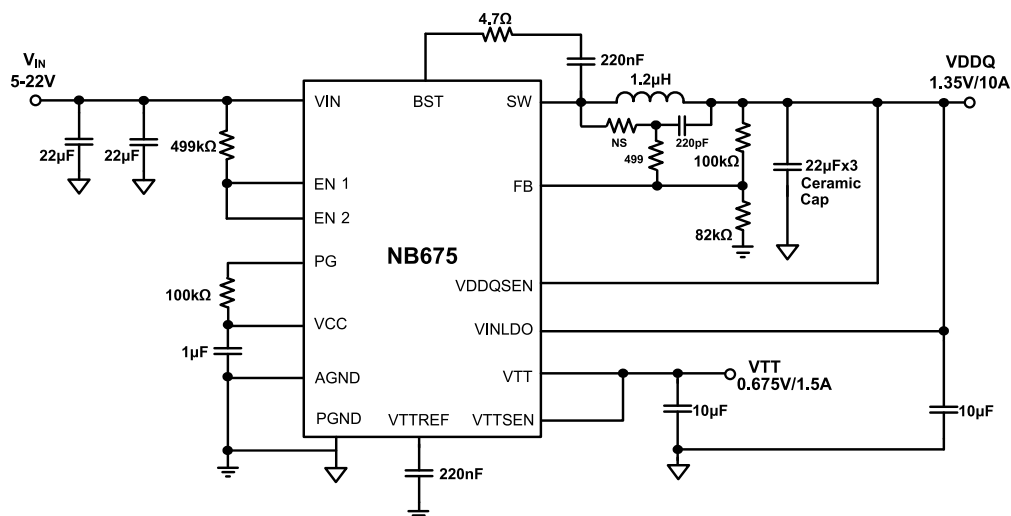 4.7Ω
VIN
5-22V
220nF
VDDQ
1.35V/10A
1.2µH
VIN
BST
SW
22µF
22µF
499kΩ
NS
220pF
499
100kΩ
22µFx3
Ceramic
Cap
EN 1
FB
EN 2
82kΩ
PG
NB675
100kΩ
VDDQSEN
VCC
VINLDO
1µF
VTT
0.675V/1.5A
AGND
VTT
10µF
10µF
PGND
VTTREF
VTTSEN
220nF